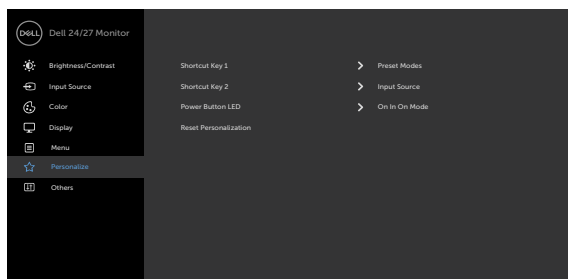 DELL Dell 24/27 Monitor
Brightness/Contrast
Shortcut Key 1 Preset Modes
Input Source
Shortcut Key 2 Input Source
Color
Power Button LED On In On Mode
Display
Reset Personalization
Menu
Personalize
Others